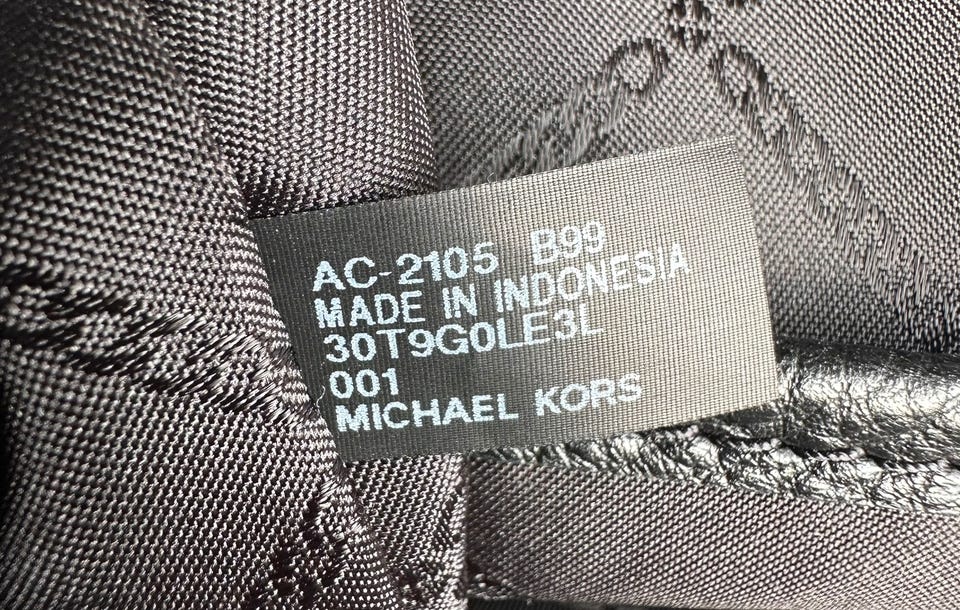 AC-2105 B99
MADE IN INDONESIA
30T9G0LE3L
001
MICHAEL KORS